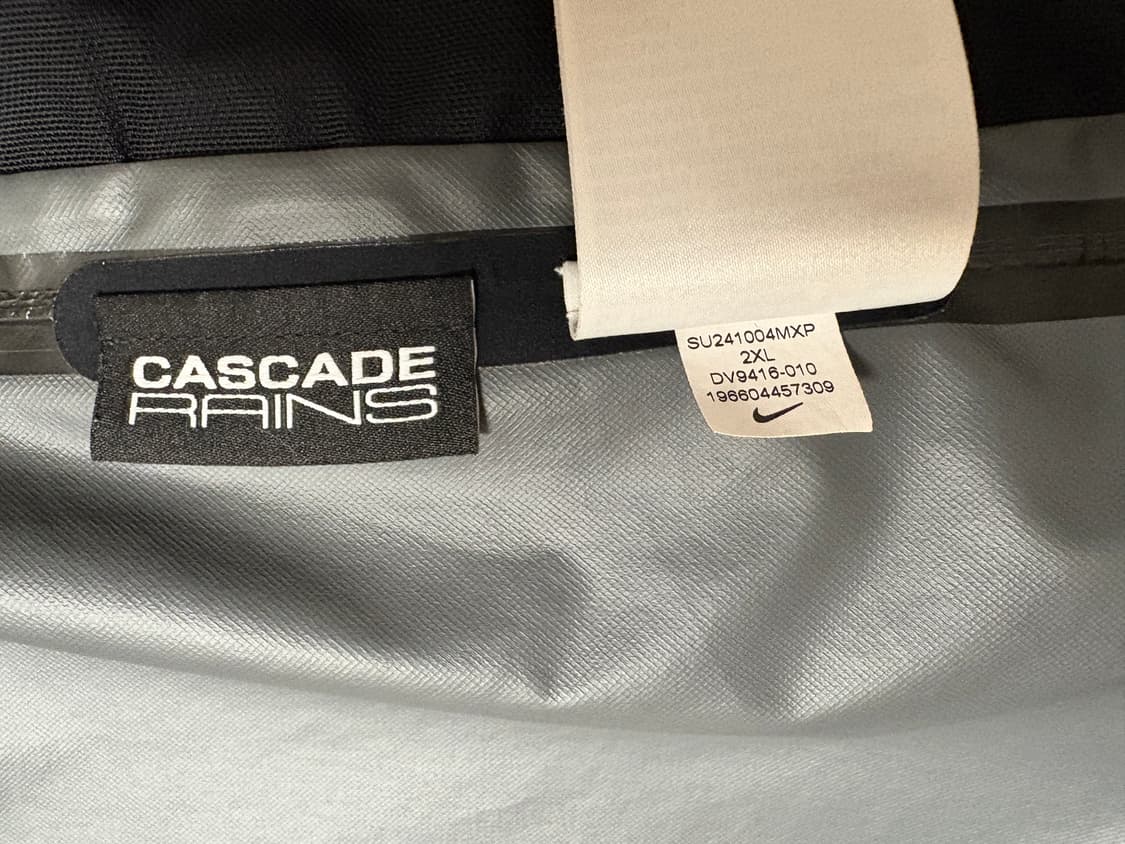 CASCADE
RAINS
SU241004MXP
2XL
DV9416-010
196604457309